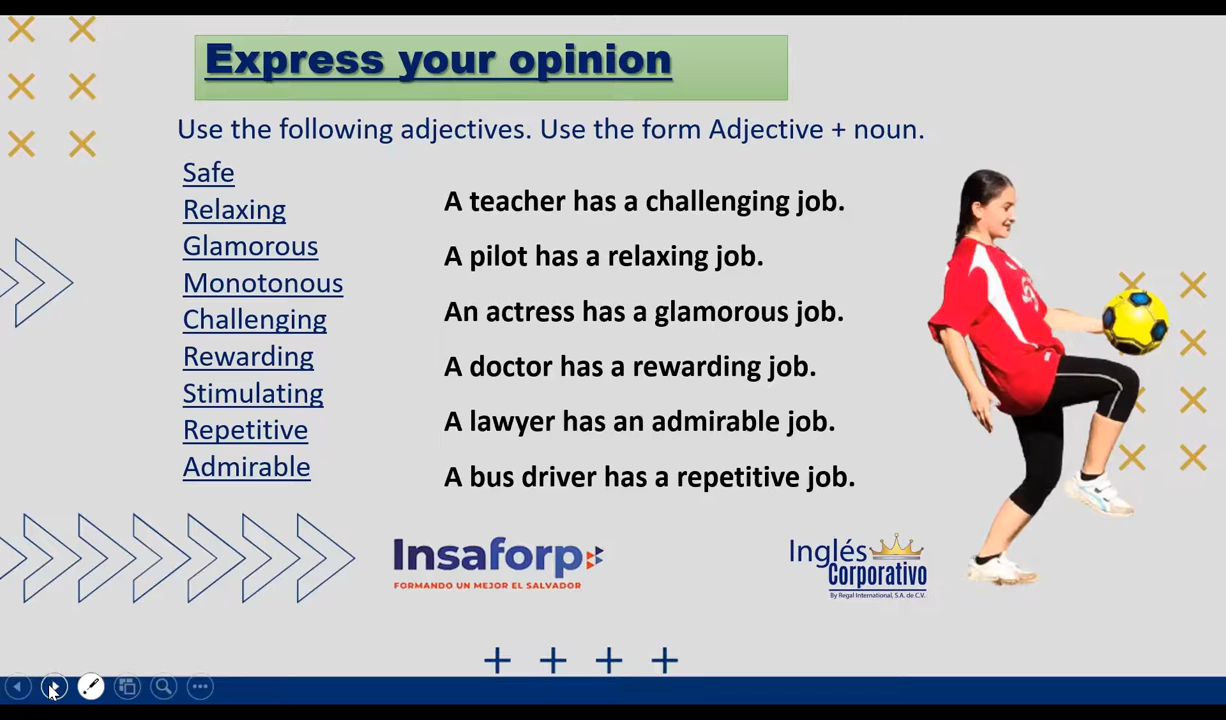 Express your opinion
Use the following adjectives. Use the form Adjective + noun.
Safe
Relaxing
Glamorous
Monotonous
Challenging
Rewarding
Stimulating
Repetitive
Admirable
A teacher has a challenging job.
A pilot has a relaxing job.
An actress has a glamorous job.
A doctor has a rewarding job.
A lawyer has an admirable job.
A bus driver has a repetitive job.
Insaforp
FORMANDO UN MEJOR EL SALVADOR
Inglés
Corporativo
By Regal International, S.A. de C.V.